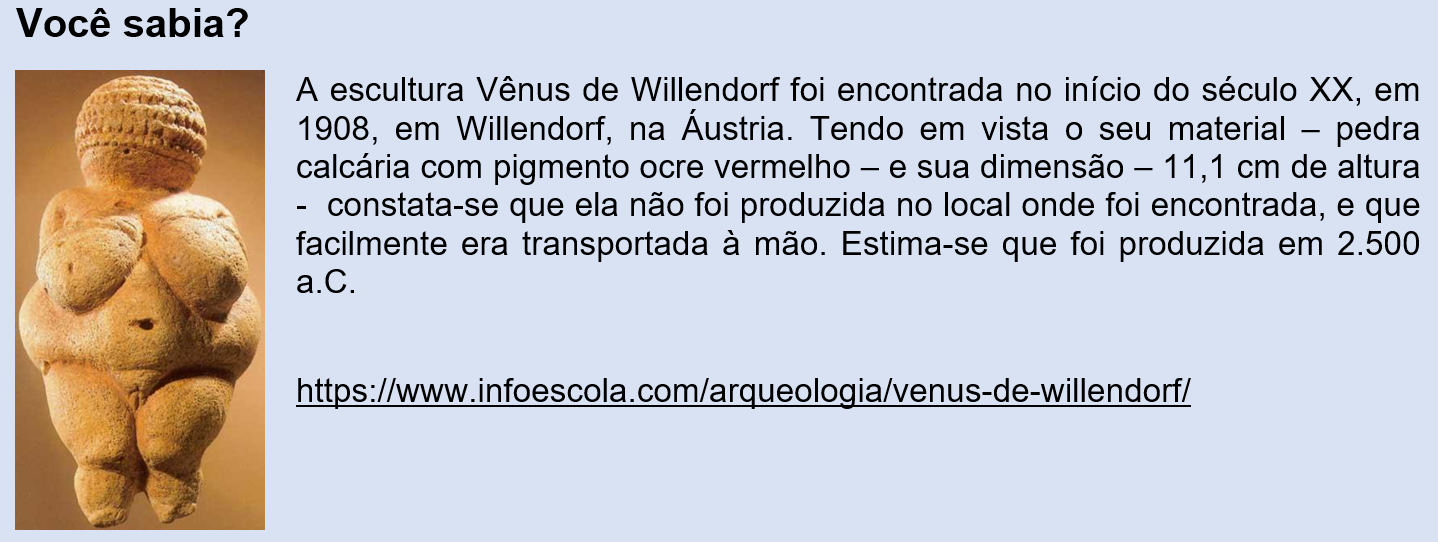 Você sabia?
A escultura Vênus de Willendorf foi encontrada no início do século XX, em
1908, em Willendorf, na Áustria. Tendo em vista o seu material – pedra
calcária com pigmento ocre vermelho – e sua dimensão – 11,1 cm de altura
-  constata-se que ela não foi produzida no local onde foi encontrada, e que
facilmente era transportada à mão. Estima-se que foi produzida em 2.500
a.C.
https://www.infoescola.com/arqueologia/venus-de-willendorf/